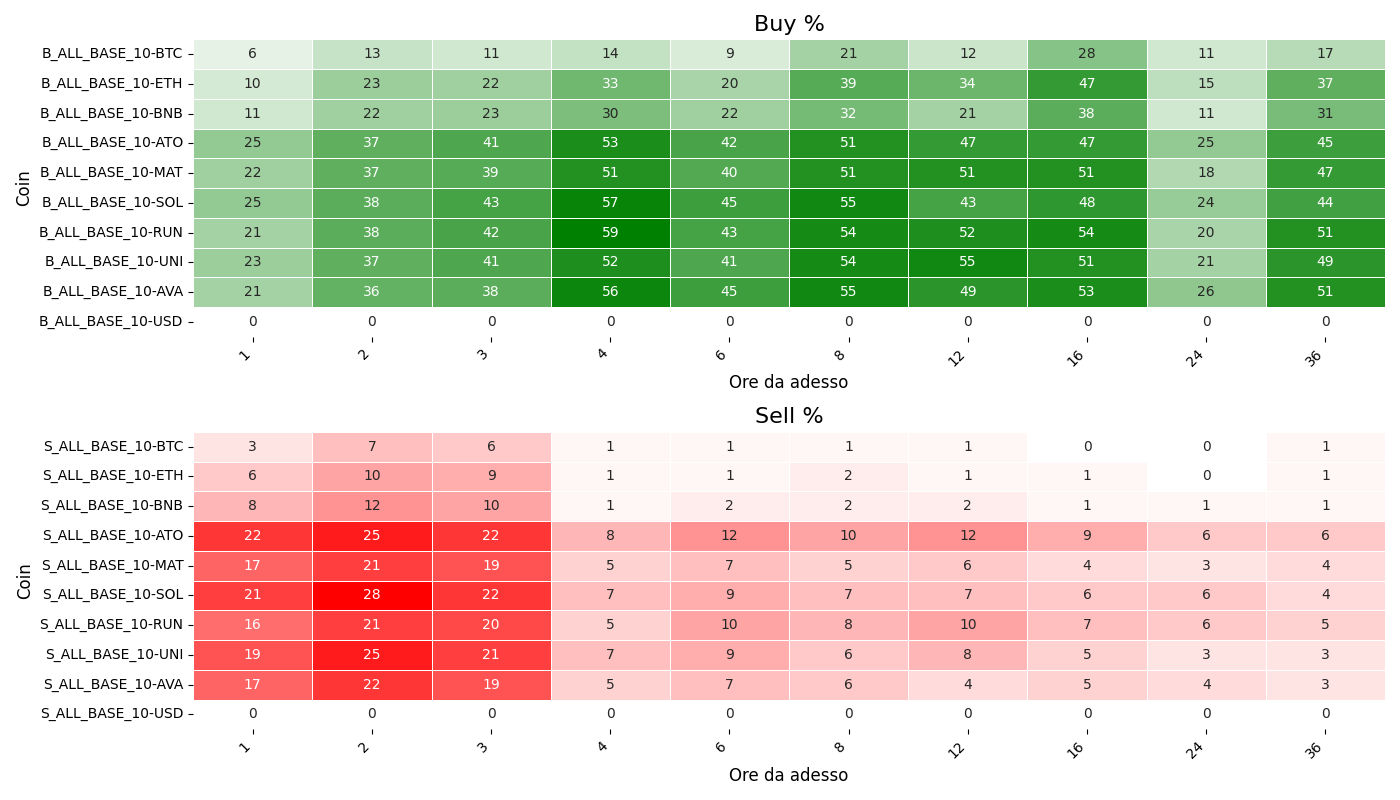 Buy %
Coin
B_ALL_BASE_10-BTC 6 13 11 14 9 21 12 28 11 17
B_ALL_BASE_10-ETH 10 23 22 33 20 39 34 47 15 37
B_ALL_BASE_10-BNB 11 22 23 30 22 32 21 38 11 31
B_ALL_BASE_10-ATO 25 37 41 53 42 51 47 47 25 45
B_ALL_BASE_10-MAT 22 37 39 51 40 51 51 51 18 47
B_ALL_BASE_10-SOL 25 38 43 57 45 55 43 48 24 44
B_ALL_BASE_10-RUN 21 38 42 59 43 54 52 54 20 51
B_ALL_BASE_10-UNI 23 37 41 52 41 54 55 51 21 49
B_ALL_BASE_10-AVA 21 36 38 56 45 55 49 53 26 51
B_ALL_BASE_10-USD 0 0 0 0 0 0 0 0 0 0
1 2 3 4 6 8 12 16 24 36
Ore da adesso
Sell %
Coin
S_ALL_BASE_10-BTC 3 7 6 1 1 1 1 0 0 1
S_ALL_BASE_10-ETH 6 10 9 1 1 2 1 1 0 1
S_ALL_BASE_10-BNB 8 12 10 1 2 2 2 1 1 1
S_ALL_BASE_10-ATO 22 25 22 8 12 10 12 9 6 6
S_ALL_BASE_10-MAT 17 21 19 5 7 5 6 4 3 4
S_ALL_BASE_10-SOL 21 28 22 7 9 7 7 6 6 4
S_ALL_BASE_10-RUN 16 21 20 5 10 8 10 7 6 5
S_ALL_BASE_10-UNI 19 25 21 7 9 6 8 5 3 3
S_ALL_BASE_10-AVA 17 22 19 5 7 6 4 5 4 3
S_ALL_BASE_10-USD 0 0 0 0 0 0 0 0 0 0
1 2 3 4 6 8 12 16 24 36
Ore da adesso